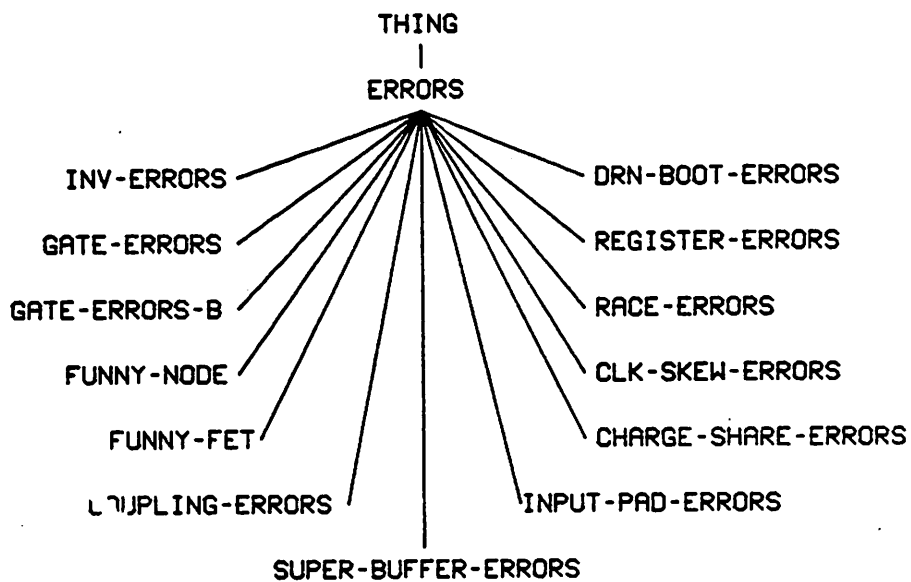 THING
ERRORS
INV-ERRORS
DRN-BOOT-ERRORS
GATE-ERRORS
REGISTER-ERRORS
GATE-ERRORS-B
RACE-ERRORS
FUNNY-NODE
CLK-SKEW-ERRORS
FUNNY-FET
CHARGE-SHARE-ERRORS
INPUT-PAD-ERRORS
SUPER-BUFFER-ERRORS